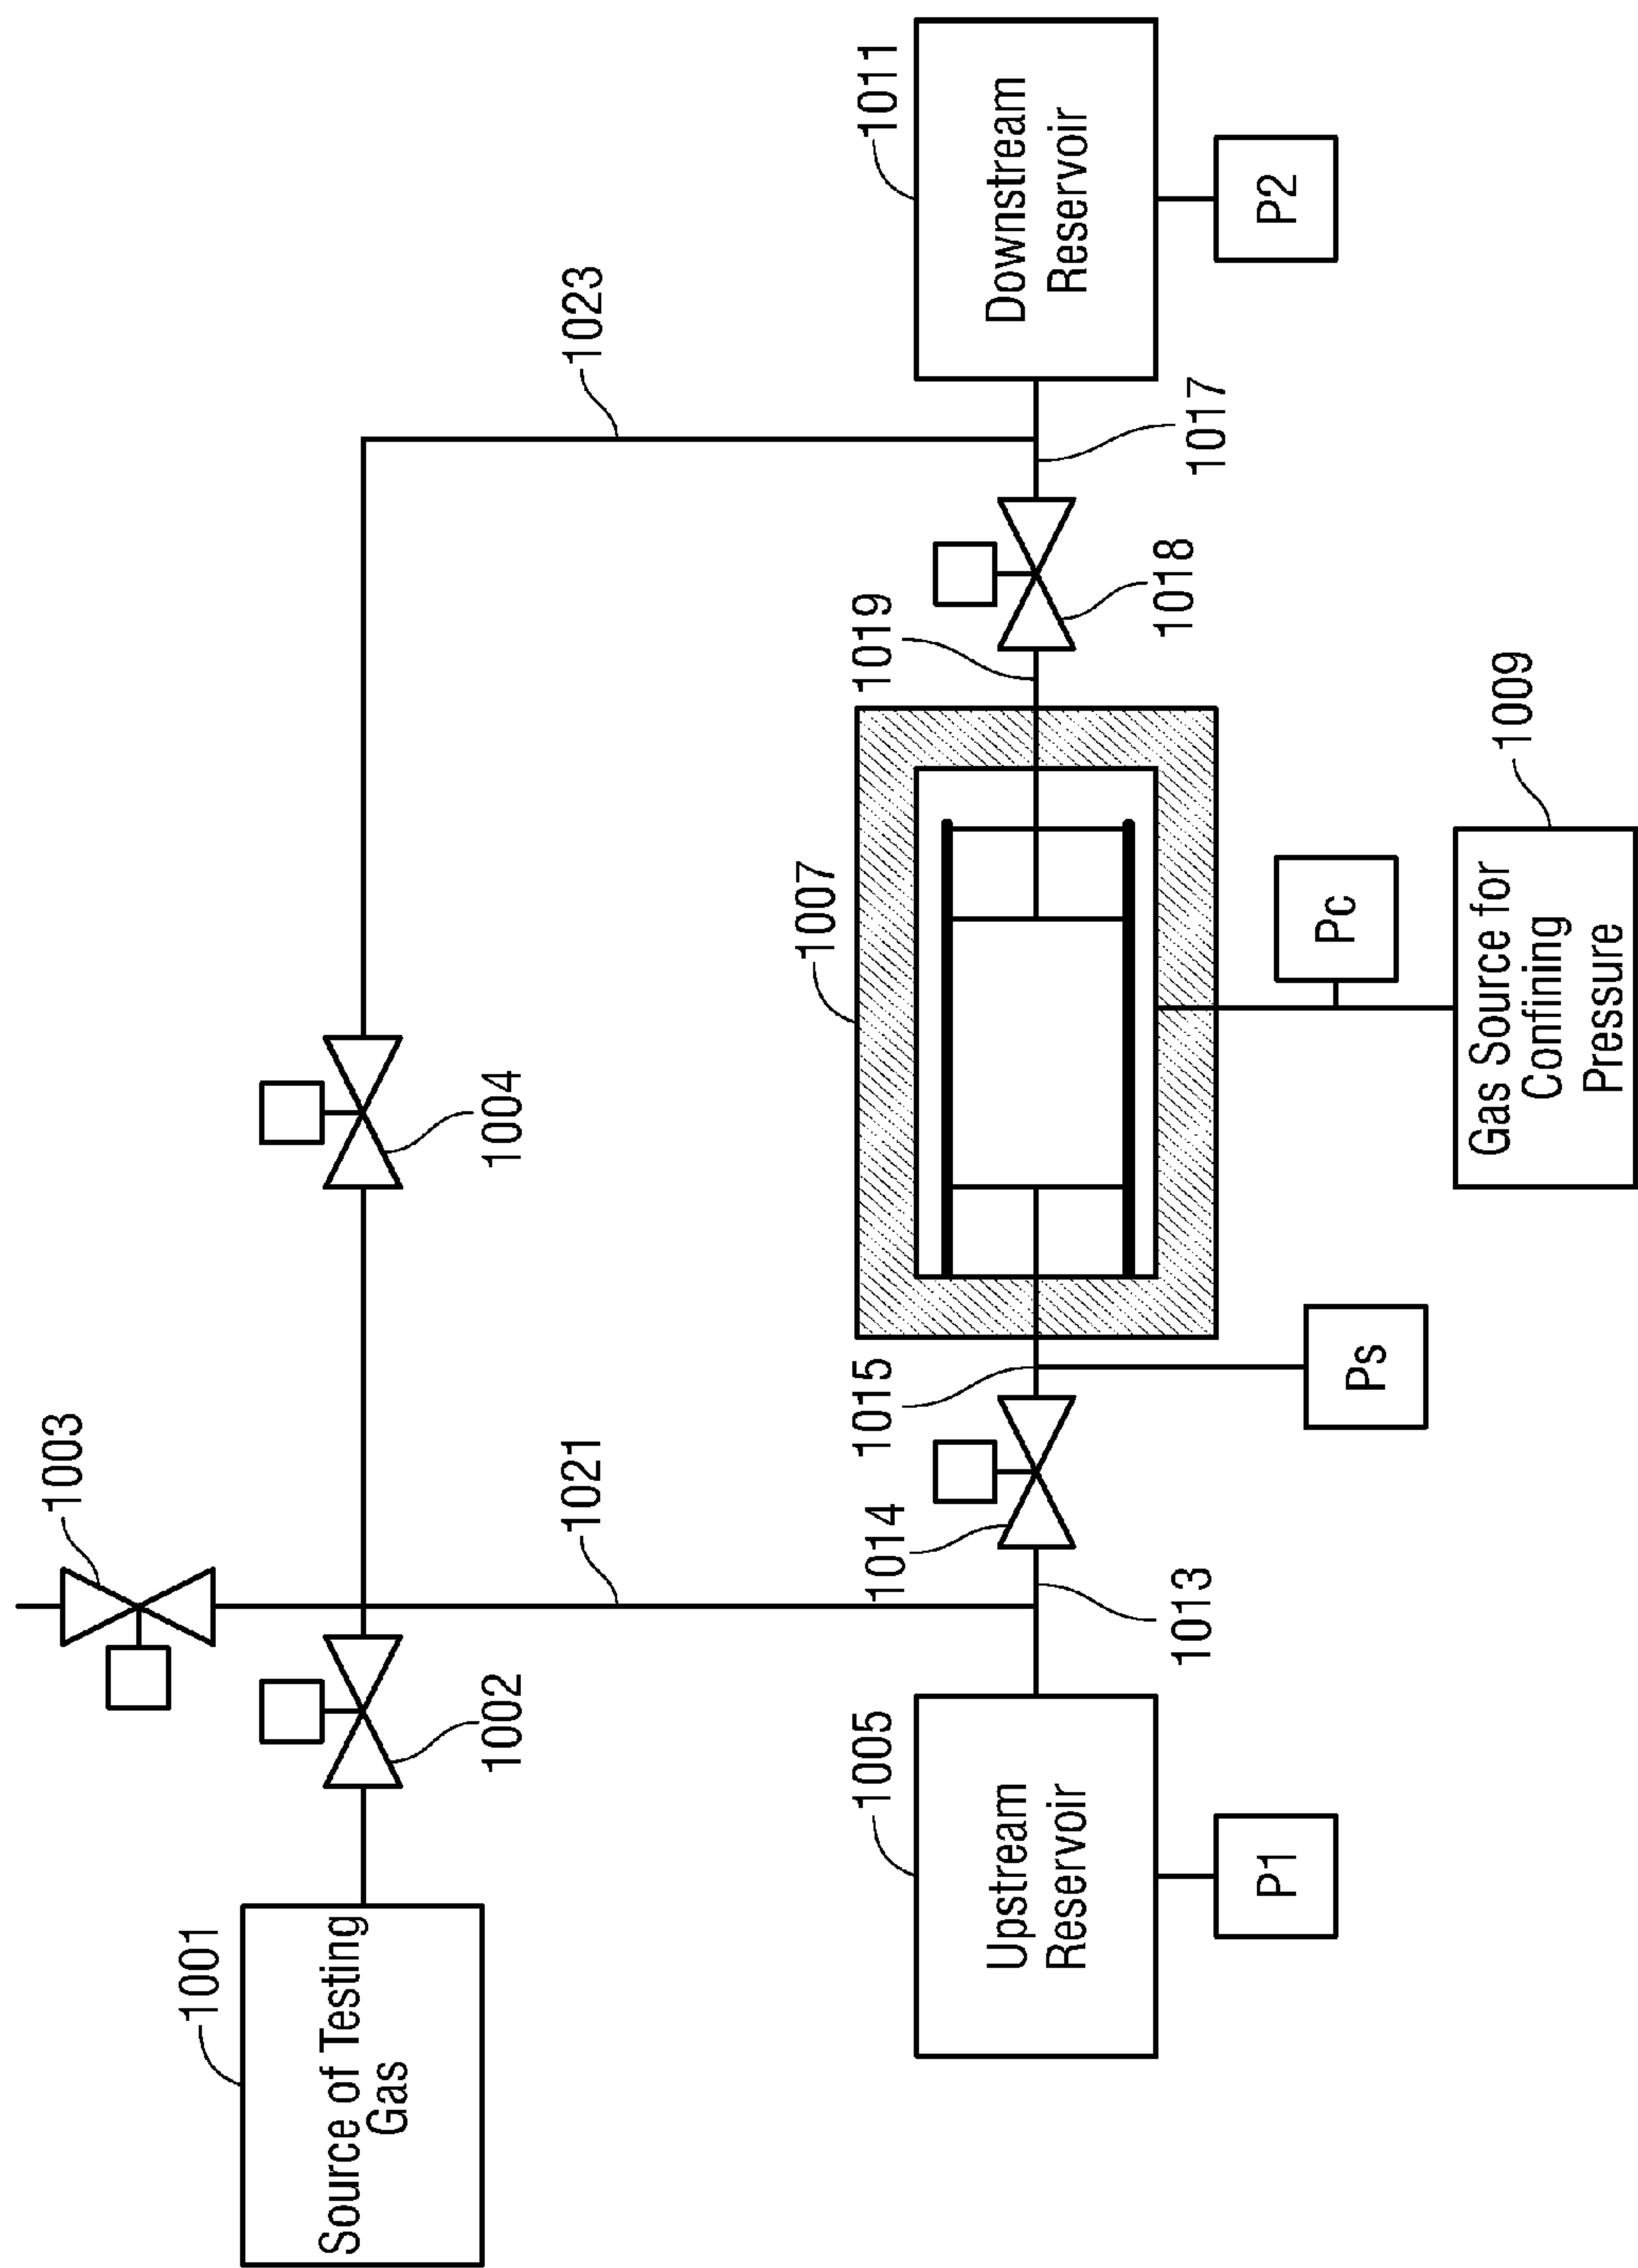 1003
1001
Source of Testing
Gas
1002
1004
1021
1023
1005
Upstream
Reservoir
P1
1013
1014
1015
Ps
1007
1019
1018
1017
1011
Downstream
Reservoir
P2
Pc
1009
Gas Source for
Confining
Pressure